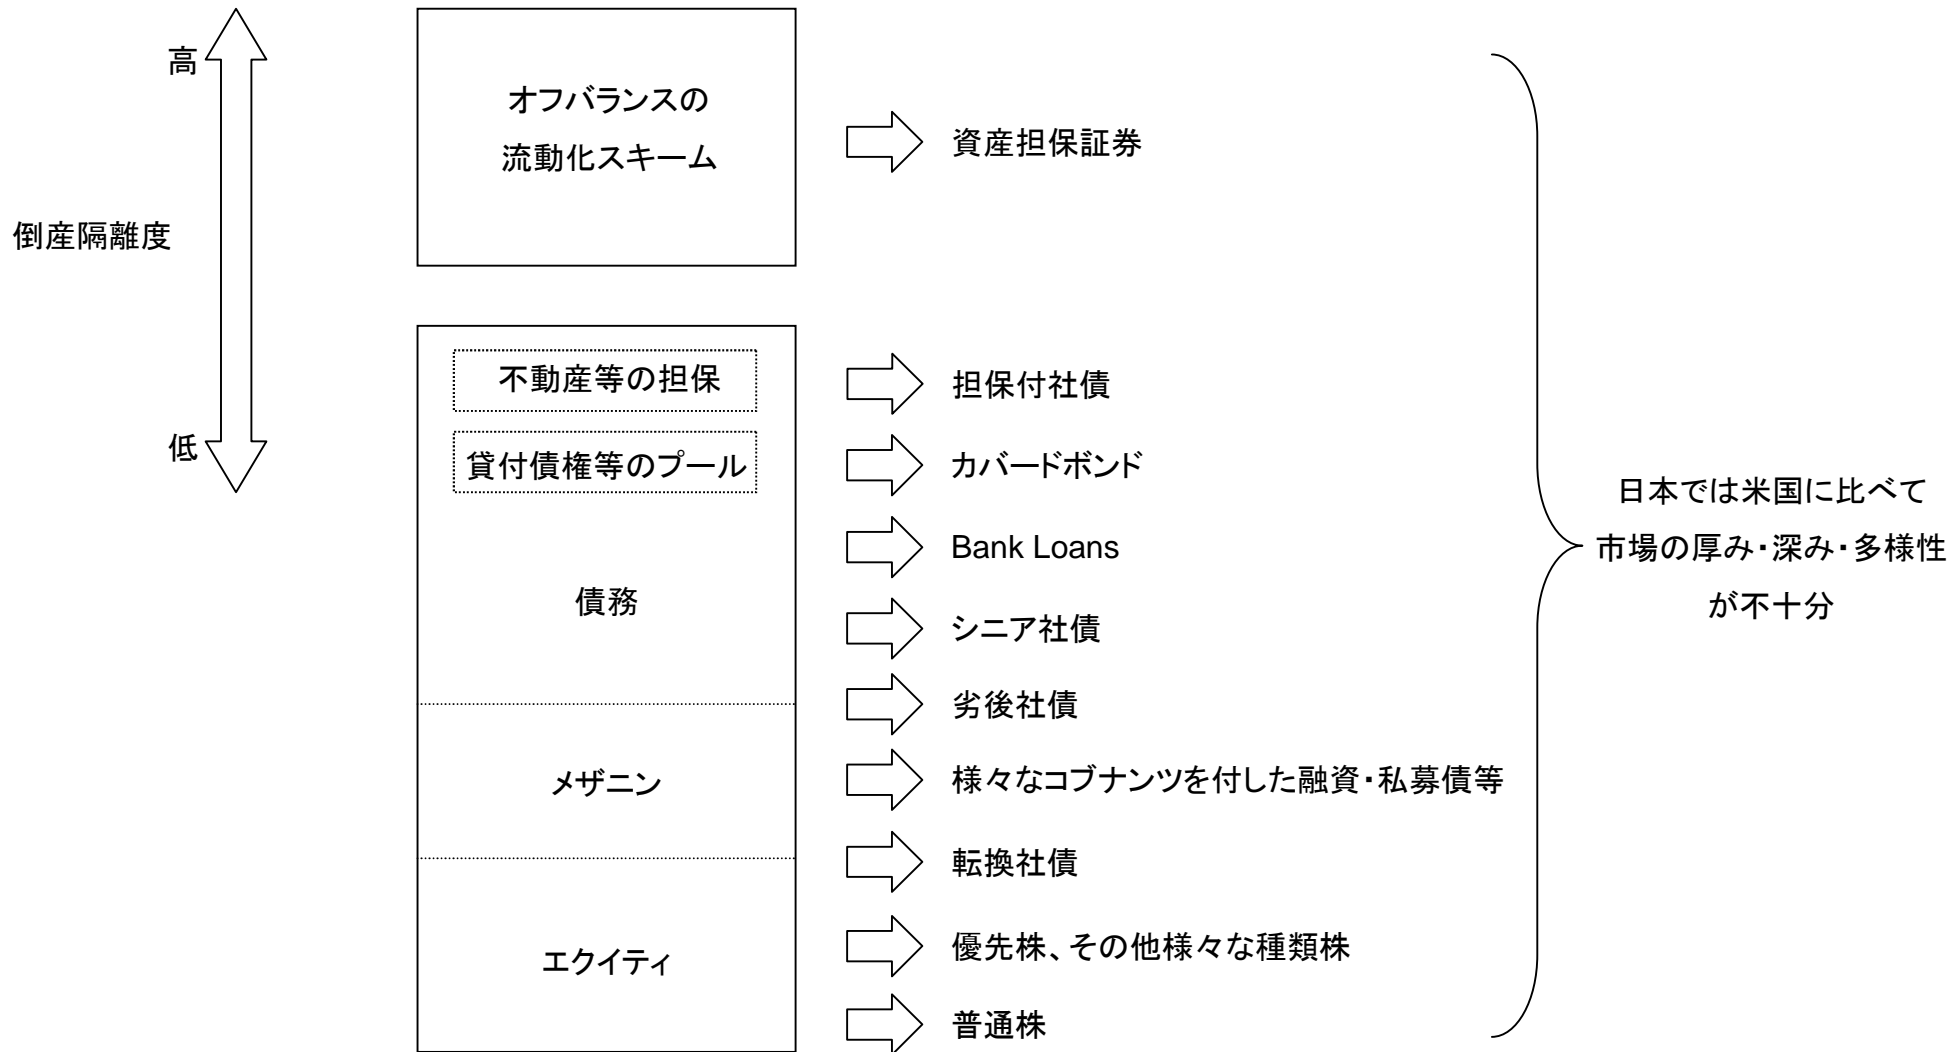 高
倒産隔離度
低
オフバランスの
流動化スキーム
資産担保証券
不動産等の担保
担保付社債
貸付債権等のプール
カバードボンド
Bank Loans
債務
シニア社債
劣後社債
メザニン
様々なコブナンツを付した融資・私募債等
転換社債
エクイティ
優先株、その他様々な種類株
普通株
日本では米国に比べて
市場の厚み・深み・多様性
が不十分